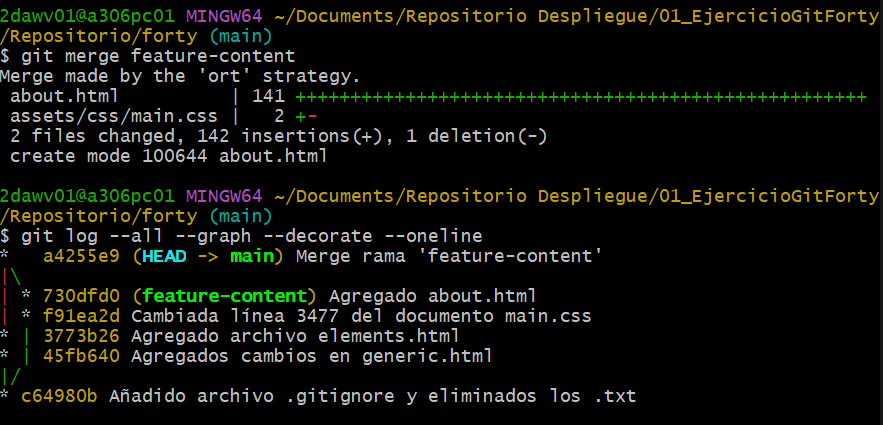 2dawv01@a306pc01 MINGW64 ~/Documents/Repositorio Despliegue/01_EjercicioGitForty
/Repositorio/forty (main)
$ git merge feature-content
Merge made by the 'ort' strategy.
 about.html          | 141 ++++++++++++++++++++++++++++++++++++++++++++++++++++
 assets/css/main.css |   2 +-
 2 files changed, 142 insertions(+), 1 deletion(-)
 create mode 100644 about.html
2dawv01@a306pc01 MINGW64 ~/Documents/Repositorio Despliegue/01_EjercicioGitForty
/Repositorio/forty (main)
$ git log --all --graph --decorate --oneline
*   a4255e9 (HEAD -> main) Merge rama 'feature-content'
|\
| * 730dfd0 (feature-content) Agregado about.html
| * f91ea2d Cambiada línea 3477 del documento main.css
* | 3773b26 Agregado archivo elements.html
* | 45fb640 Agregados cambios en generic.html
|/
* c64980b Añadido archivo .gitignore y eliminados los .txt